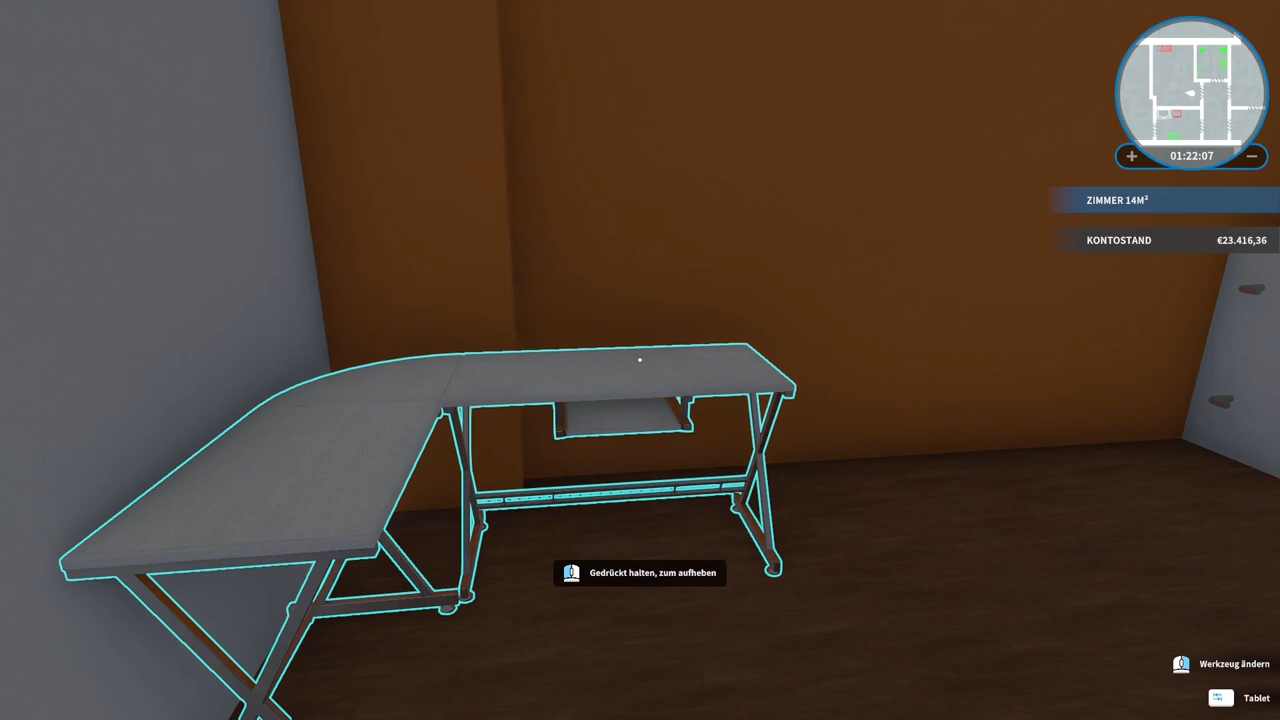 01:22:07
ZIMMER 14M²
KONTOSTAND €23.416,36
Gedrückt halten, zum aufheben
Werkzeug ändern
Tablet